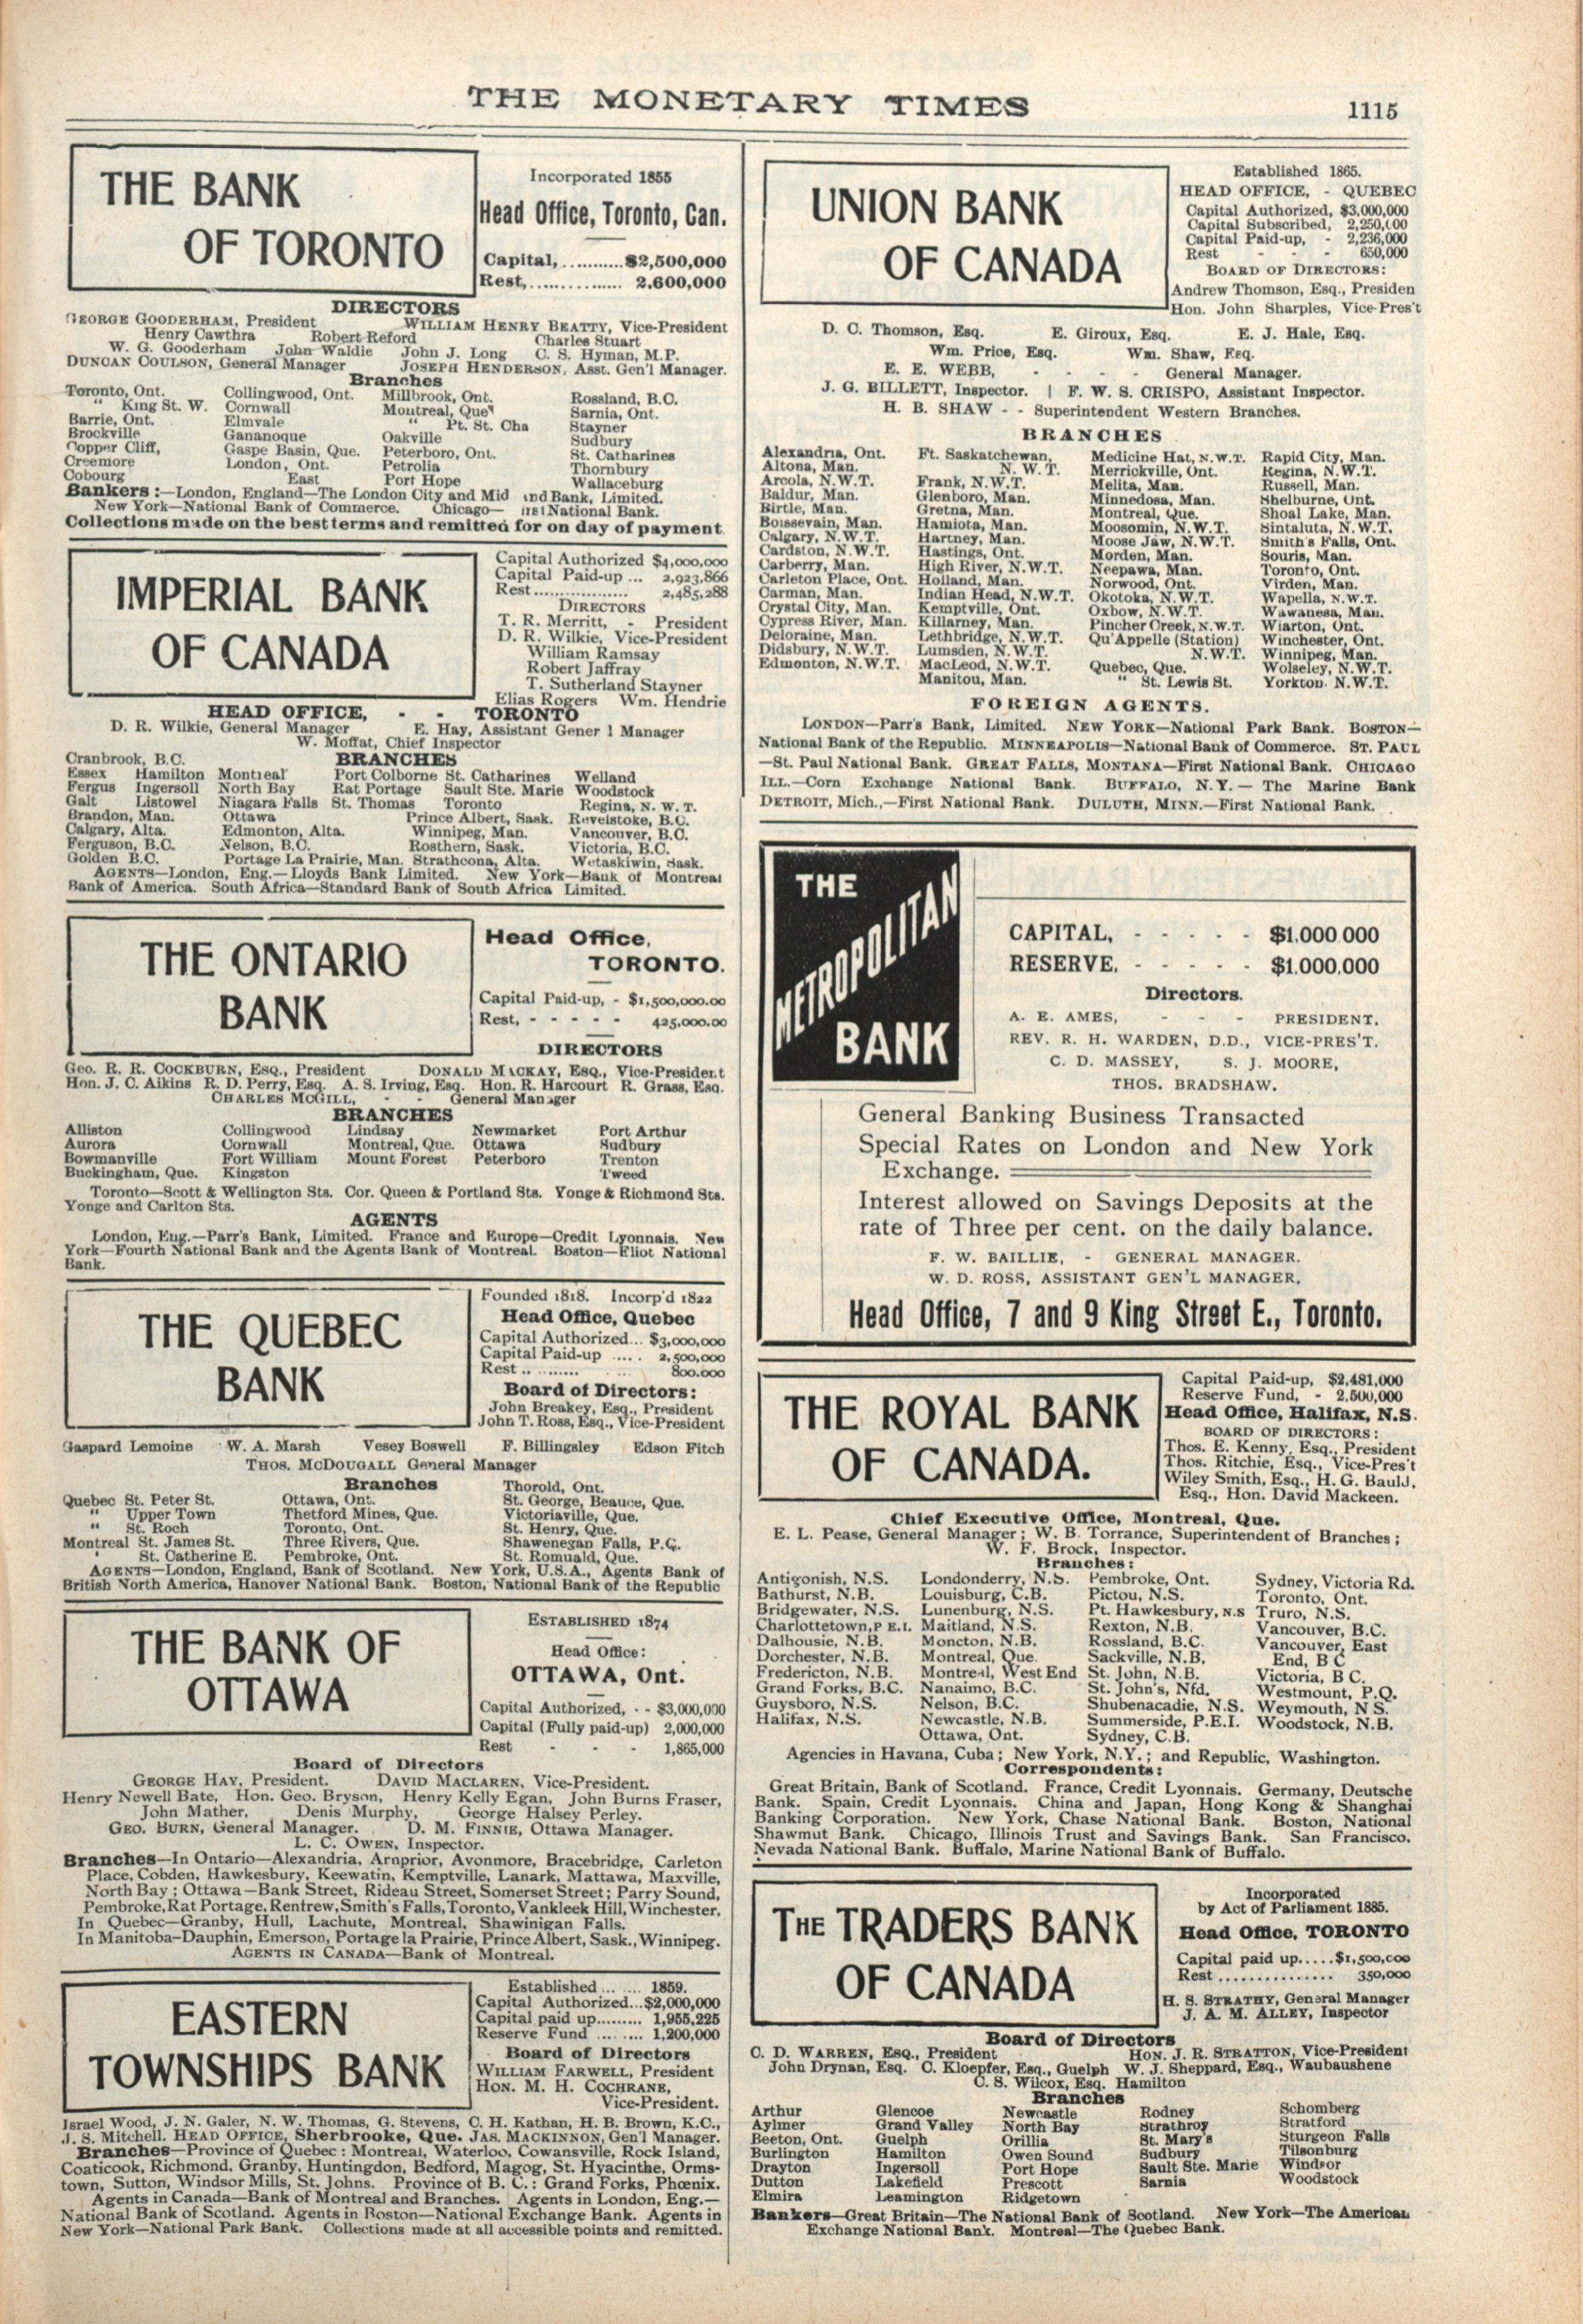 THE MONETARY TIMES
1115
THE BANK
OF TORONTO
Incorporated 1855
Head Office, Toronto, Can.
Capital,...........$2,500,000
Rest,............... 2,600,000
DIRECTORS
GEORGE GOODERHAM, President WILLIAM HENRY BEATTY, Vice-President
Henry Cawthra Robert Reford Charles Stuart
W. G. Gooderham John Waldie John J. Long C. S. Hyman, M.P.
DUNCAN COULSON, General Manager JOSEPH HENDERSON, Asst. Gen'l Manager.
Branches
Toronto, Ont. Collingwood, Ont. Millbrook, Ont. Rossland, B.C.
" King St. W. Cornwall Montreal, Que Sarnia, Ont.
Barrie, Ont. Elmvale " Pt. St. Cha Stayner
Brockville Gananoque Oakville Sudbury
Copper Cliff, Gaspe Basin, Que. Peterboro, Ont. St. Catharines
Creemore London, Ont. Petrolia Thornbury
Cobourg East Port Hope Wallaceburg
Bankers :—London, England—The London City and Mid and Bank, Limited.
New York—National Bank of Commerce. Chicago— National Bank.
Collections made on the best terms and remitted for on day of payment
IMPERIAL BANK
OF CANADA
Capital Authorized $4,000,000
Capital Paid-up ... 2,923,866
Rest................. 2,485,288
DIRECTORS
T. R. Merritt, - President
D. R. Wilkie, Vice-President
William Ramsay
Robert Jaffray
T. Sutherland Stayner
Elias Rogers Wm. Hendrie
HEAD OFFICE, - - TORONTO
D. R. Wilkie, General Manager E. Hay, Assistant Gener l Manager
W. Moffat, Chief Inspector
BRANCHES
Cranbrook, B.C.
Essex Hamilton Montreal Port Colborne St. Catharines Welland
Fergus Ingersoll North Bay Rat Portage Sault Ste. Marie Woodstock
Galt Listowel Niagara Falls St. Thomas Toronto Regina, N. W. T.
Brandon, Man. Ottawa Prince Albert, Sask. Revelstoke, B.C.
Calgary, Alta. Edmonton, Alta. Winnipeg, Man. Vancouver, B.C.
Ferguson, B.C. Nelson, B.C. Rosthern, Sask. Victoria, B.C.
Golden B.C. Portage La Prairie, Man. Strathcona, Alta. Wetaskiwin, Sask.
AGENTS—London, Eng.—Lloyds Bank Limited. New York—Bank of Montreal
Bank of America. South Africa—Standard Bank of South Africa Limited.
THE ONTARIO
BANK
Head Office,
TORONTO.
Capital Paid-up, - $1,500,000.00
Rest, - - - - - 425,000.00
DIRECTORS
Geo. R. R. COCKBURN, ESQ., President DONALD MACKAY, ESQ., Vice-President
Hon. J. C. Aikins R. D. Perry, Esq. A. S. Irving, Esq. Hon. R. Harcourt R. Grass, Esq.
CHARLES MCGILL, - - General Manager
BRANCHES
Alliston Collingwood Lindsay Newmarket Port Arthur
Aurora Cornwall Montreal, Que. Ottawa Sudbury
Bowmanville Fort William Mount Forest Peterboro Trenton
Buckingham, Que. Kingston Tweed
Toronto—Scott & Wellington Sts. Cor. Queen & Portland Sts. Yonge & Richmond Sts.
Yonge and Carlton Sts.
AGENTS
London, Eng.—Parr's Bank, Limited. France and Europe—Credit Lyonnais. New
York—Fourth National Bank and the Agents Bank of Montreal. Boston—Eliot National
Bank.
THE QUEBEC
BANK
Founded 1818. Incorp'd 1822
Head Office, Quebec
Capital Authorized... $3,000,000
Capital Paid-up ..... 2,500,000
Rest .. ........ ... 800,000
Board of Directors:
John Breakey, Esq., President
John T. Ross, Esq., Vice-President
Gaspard Lemoine W. A. Marsh Vesey Boswell F. Billingsley Edson Fitch
THOS. MCDOUGALL General Manager
Branches Thorold, Ont.
Quebec St. Peter St. Ottawa, Ont. St. George, Beauce, Que.
" Upper Town Thetford Mines, Que. Victoriaville, Que.
" St. Roch Toronto, Ont. St. Henry, Que.
Montreal St. James St. Three Rivers, Que. Shawenegan Falls, P.Q.
' St. Catherine E. Pembroke, Ont. St. Romuald, Que.
AGENTS—London, England, Bank of Scotland. New York, U.S.A., Agents Bank of
British North America, Hanover National Bank. Boston, National Bank of the Republic
THE BANK OF
OTTAWA
ESTABLISHED 1874
Head Office:
OTTAWA, Ont.
Capital Authorized, - - $3,000,000
Capital (Fully paid-up) 2,000,000
Rest - - - 1,865,000
Board of Directors
GEORGE HAY, President. DAVID MACLAREN, Vice-President.
Henry Newell Bate, Hon. Geo. Bryson, Henry Kelly Egan, John Burns Fraser,
John Mather, Denis Murphy, George Halsey Perley.
GEO. BURN, General Manager. D. M. FINNIE, Ottawa Manager.
L. C. OWEN, Inspector.
Branches—In Ontario—Alexandria, Arnprior, Avonmore, Bracebridge, Carleton
Place, Cobden, Hawkesbury, Keewatin, Kemptville, Lanark, Mattawa, Maxville,
North Bay ; Ottawa—Bank Street, Rideau Street, Somerset Street; Parry Sound,
Pembroke, Rat Portage, Renfrew, Smith's Falls, Toronto, Vankleek Hill, Winchester.
In Quebec—Granby, Hull, Lachute, Montreal, Shawinigan Falls.
In Manitoba—Dauphin, Emerson, Portage la Prairie, Prince Albert, Sask., Winnipeg.
AGENTS IN CANADA—Bank of Montreal.
EASTERN
TOWNSHIPS BANK
Established ... .... 1859.
Capital Authorized...$2,000,000
Capital paid up......... 1,955,225
Reserve Fund ........ 1,200,000
Board of Directors
WILLIAM FARWELL, President
HON. M. H. COCHRANE,
Vice-President.
Israel Wood, J. N. Galer, N. W. Thomas, G. Stevens, C. H. Kathan, H. B. Brown, K.C.,
J. S. Mitchell. HEAD OFFICE, Sherbrooke, Que. JAS. MACKINNON, Gen'l Manager.
Branches—Province of Quebec : Montreal, Waterloo, Cowansville, Rock Island,
Coaticook, Richmond, Granby, Huntingdon, Bedford, Magog, St. Hyacinthe, Orms-
town, Sutton, Windsor Mills, St. Johns. Province of B. C. : Grand Forks, Phœnix.
Agents in Canada—Bank of Montreal and Branches. Agents in London, Eng.—
National Bank of Scotland. Agents in Boston—National Exchange Bank. Agents in
New York—National Park Bank. Collections made at all accessible points and remitted.
UNION BANK
OF CANADA
Established 1865.
HEAD OFFICE, - QUEBEC
Capital Authorized, $3,000,000
Capital Subscribed, 2,250,000
Capital Paid-up, - 2,236,000
Rest - - - 650,000
BOARD OF DIRECTORS:
Andrew Thomson, Esq., Presiden
Hon. John Sharples, Vice-Pres't
D. C. Thomson, Esq. E. Giroux, Esq. E. J. Hale, Esq.
Wm. Price, Esq. Wm. Shaw, Esq.
E. E. WEBB, - - - - General Manager.
J. G. BILLETT, Inspector. | F. W. S. CRISPO, Assistant Inspector.
H. B. SHAW - - Superintendent Western Branches.
BRANCHES
Alexandria, Ont. Ft. Saskatchewan, Medicine Hat, N.W.T. Rapid City, Man.
Altona, Man. N. W. T. Merrickville, Ont. Regina, N.W.T.
Arcola, N.W.T. Frank, N.W.T. Melita, Man. Russell, Man.
Baldur, Man. Glenboro, Man. Minnedosa, Man. Shelburne, Ont.
Birtle, Man. Gretna, Man. Montreal, Que. Shoal Lake, Man.
Boissevain, Man. Hamiota, Man. Moosomin, N.W.T. Sintaluta, N.W.T.
Calgary, N.W.T. Hartney, Man. Moose Jaw, N.W.T. Smith's Falls, Ont.
Cardston, N.W.T. Hastings, Ont. Morden, Man. Souris, Man.
Carberry, Man. High River, N.W.T. Neepawa, Man. Toronto, Ont.
Carleton Place, Ont. Holland, Man. Norwood, Ont. Virden, Man.
Carman, Man. Indian Head, N.W.T. Okotoka, N.W.T. Wapella, N.W.T.
Crystal City, Man. Kemptville, Ont. Oxbow, N.W.T. Wawanesa, Man.
Cypress River, Man. Killarney, Man. Pincher Creek, N.W.T. Wiarton, Ont.
Deloraine, Man. Lethbridge, N.W.T. Qu'Appelle (Station) Winchester, Ont.
Didsbury, N.W.T. Lumsden, N.W.T. N.W.T. Winnipeg, Man.
Edmonton, N.W.T. MacLeod, N.W.T. Quebec, Que. Wolseley, N.W.T.
Manitou, Man. " St. Lewis St. Yorkton. N.W.T.
FOREIGN AGENTS.
LONDON—Parr's Bank, Limited. NEW YORK—National Park Bank. BOSTON—
National Bank of the Republic. MINNEAPOLIS—National Bank of Commerce. ST. PAUL
—St. Paul National Bank. GREAT FALLS, MONTANA—First National Bank. CHICAGO
ILL.—Corn Exchange National Bank. BUFFALO, N.Y. — The Marine Bank
DETROIT, Mich.,—First National Bank. DULUTH, MINN.—First National Bank.
THE
METROPOLITAN
BANK
CAPITAL, - - - - - $1,000,000
RESERVE, - - - - - $1,000,000
Directors.
A. E. AMES, - - - PRESIDENT.
REV. R. H. WARDEN, D.D., VICE-PRES'T.
C. D. MASSEY, S. J. MOORE,
THOS. BRADSHAW.
General Banking Business Transacted
Special Rates on London and New York
Exchange.
Interest allowed on Savings Deposits at the
rate of Three per cent. on the daily balance.
F. W. BAILLIE, - GENERAL MANAGER.
W. D. ROSS, ASSISTANT GEN'L MANAGER.
Head Office, 7 and 9 King Street E., Toronto.
THE ROYAL BANK
OF CANADA.
Capital Paid-up, $2,481,000
Reserve Fund, - 2,500,000
Head Office, Halifax, N.S.
BOARD OF DIRECTORS:
Thos. E. Kenny, Esq., President
Thos. Ritchie, Esq., Vice-Pres't
Wiley Smith, Esq., H. G. Bauld,
Esq., Hon. David Mackeen.
Chief Executive Office, Montreal, Que.
E. L. Pease, General Manager ; W. B. Torrance, Superintendent of Branches ;
W. F. Brock, Inspector.
Branches:
Antigonish, N.S. Londonderry, N.S. Pembroke, Ont. Sydney, Victoria Rd.
Bathurst, N.B. Louisburg, C.B. Pictou, N.S. Toronto, Ont.
Bridgewater, N.S. Lunenburg, N.S. Pt. Hawkesbury, N.S Truro, N.S.
Charlottetown, P E.I. Maitland, N.S. Rexton, N.B. Vancouver, B.C.
Dalhousie, N.B. Moncton, N.B. Rossland, B.C. Vancouver, East
Dorchester, N.B. Montreal, Que. Sackville, N.B. End, B C
Fredericton, N.B. Montreal, West End St. John, N.B. Victoria, B C.
Grand Forks, B.C. Nanaimo, B.C. St. John's, Nfd. Westmount, P.Q.
Guysboro, N.S. Nelson, B.C. Shubenacadie, N.S. Weymouth, N S.
Halifax, N.S. Newcastle, N.B. Summerside, P.E.I. Woodstock, N.B.
Ottawa, Ont. Sydney, C.B.
Agencies in Havana, Cuba ; New York, N.Y. ; and Republic, Washington.
Correspondents:
Great Britain, Bank of Scotland. France, Credit Lyonnais. Germany, Deutsche
Bank. Spain, Credit Lyonnais. China and Japan, Hong Kong & Shanghai
Banking Corporation. New York, Chase National Bank. Boston, National
Shawmut Bank. Chicago, Illinois Trust and Savings Bank. San Francisco,
Nevada National Bank. Buffalo, Marine National Bank of Buffalo.
THE TRADERS BANK
OF CANADA
Incorporated
by Act of Parliament 1885.
Head Office, TORONTO
Capital paid up.....$1,500,000
Rest............... 350,000
H. S. STRATHY, General Manager
J. A. M. ALLEY, Inspector
Board of Directors
C. D. WARREN, ESQ., President HON. J. R. STRATTON, Vice-President
John Drynan, Esq. C. Kloepfer, Esq., Guelph W. J. Sheppard, Esq., Waubaushene
C. S. Wilcox, Esq. Hamilton
Branches
Arthur Glencoe Newcastle Rodney Schomberg
Aylmer Grand Valley North Bay Strathroy Stratford
Beeton, Ont. Guelph Orillia St. Mary's Sturgeon Falls
Burlington Hamilton Owen Sound Sudbury Tilsonburg
Drayton Ingersoll Port Hope Sault Ste. Marie Windsor
Dutton Lakefield Prescott Sarnia Woodstock
Elmira Leamington Ridgetown
Bankers—Great Britain—The National Bank of Scotland. New York—The American
Exchange National Bank. Montreal—The Quebec Bank.